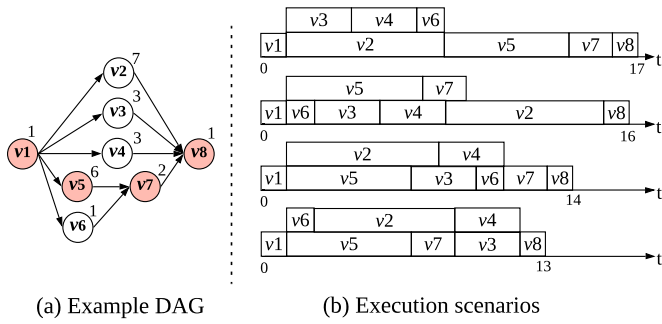 7
v2
3
v3
1
v1
3
v4
1
v8
6
v5
2
v7
1
v6
(a) Example DAG
v3 v4 v6
v1 v2 v5 v7 v8
0 17 t
v5 v7
v1 v6 v3 v4 v2 v8
0 16 t
v2 v4
v1 v5 v3 v6 v7 v8
0 14 t
v6 v2 v4
v1 v5 v7 v3 v8
0 13 t
(b) Execution scenarios